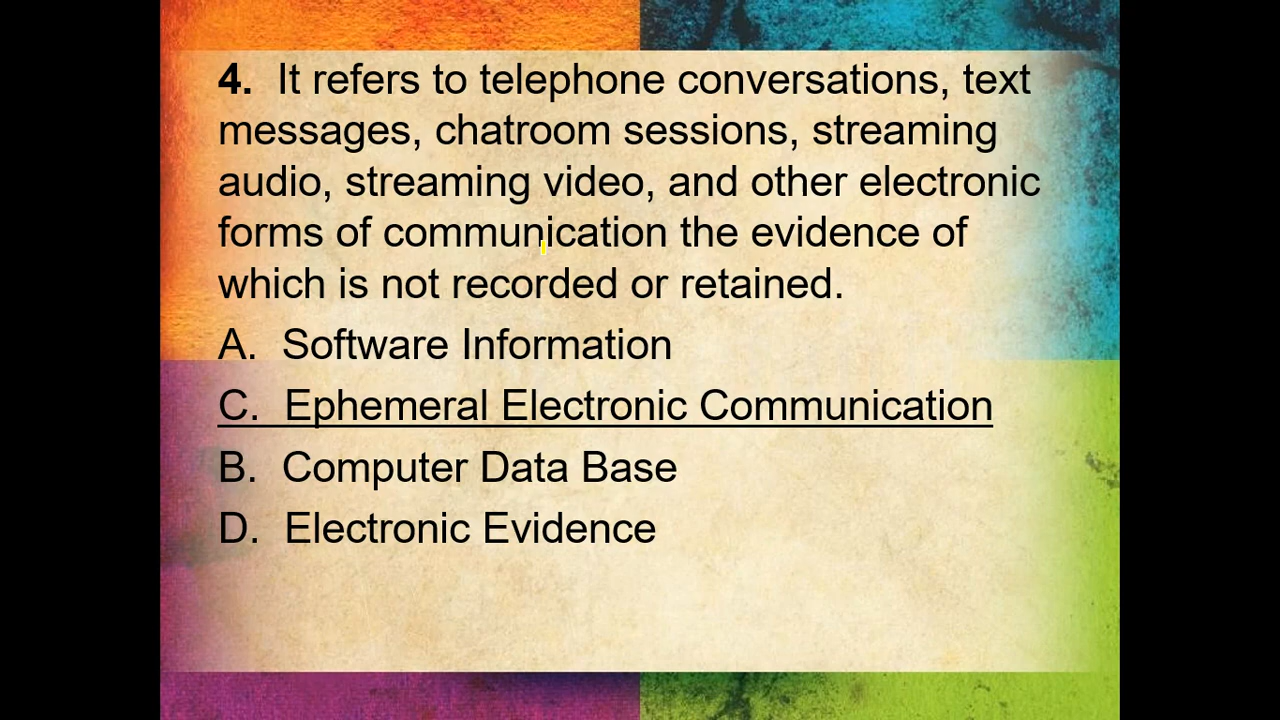 4. It refers to telephone conversations, text
messages, chatroom sessions, streaming
audio, streaming video, and other electronic
forms of communication the evidence of
which is not recorded or retained.
A. Software Information
C. Ephemeral Electronic Communication
B. Computer Data Base
D. Electronic Evidence